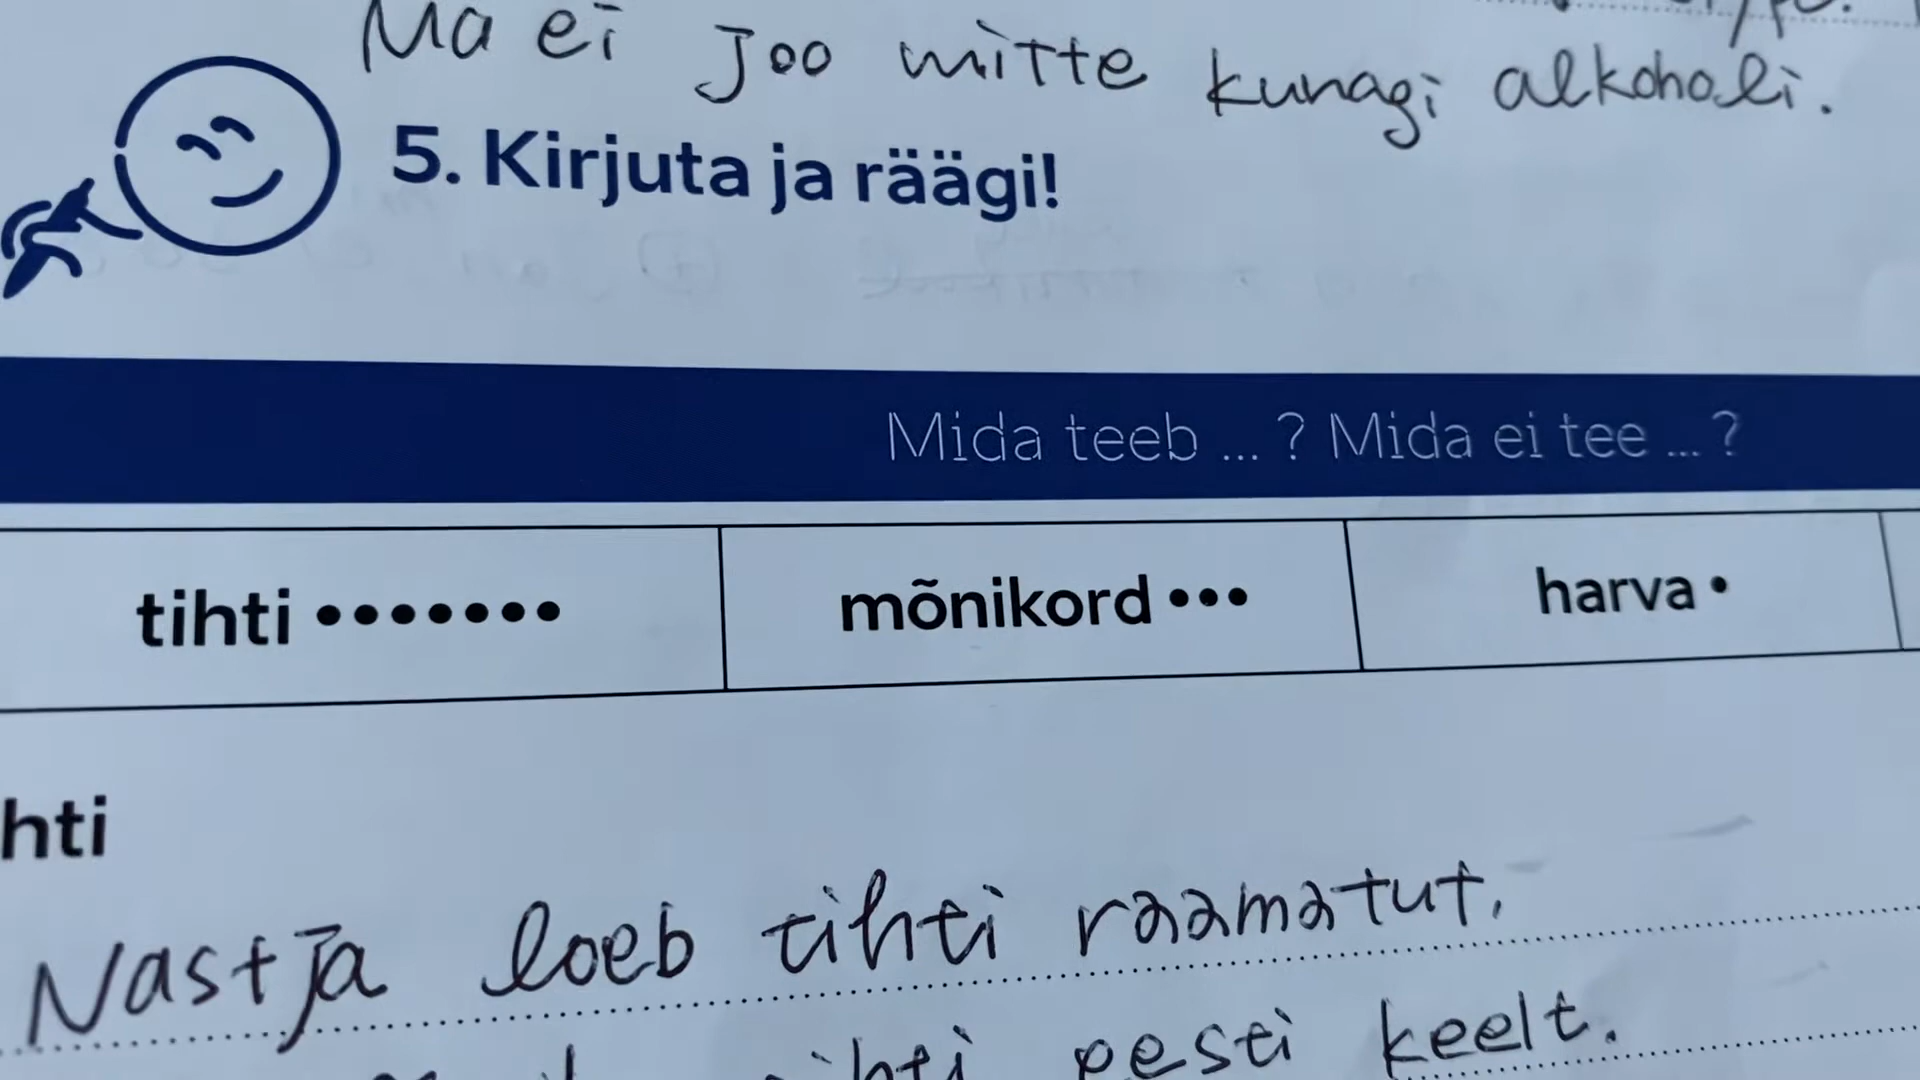 Ma ei joo mitte kunagi alkoholi.
5. Kirjuta ja räägi!
Mida teeb ... ? Mida ei tee ... ?
tihti ••••••• mõnikord ••• harva •
hti
Nastja loeb tihti raamatut.
eesti keelt.